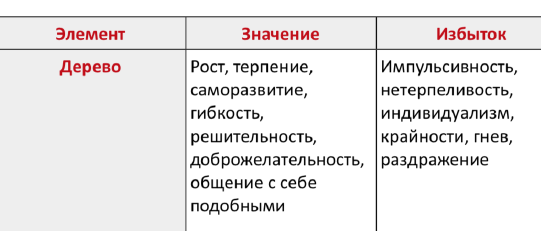 Элемент Значение Избыток
Дерево Рост, терпение, Импульсивность,
саморазвитие, нетерпеливость,
гибкость, индивидуализм,
решительность, крайности, гнев,
доброжелательность, раздражение
общение с себе
подобными